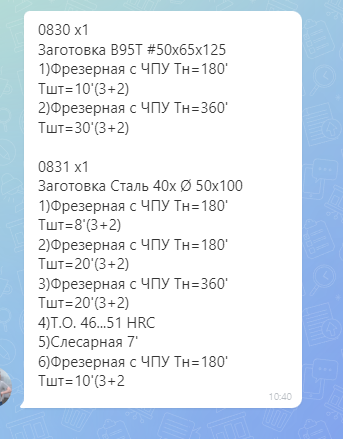 0830 x1
Заготовка В95Т #50x65x125
1)Фрезерная с ЧПУ Тн=180'
Тшт=10'(3+2)
2)Фрезерная с ЧПУ Тн=360'
Тшт=30'(3+2)

0831 x1
Заготовка Сталь 40х Ø 50x100
1)Фрезерная с ЧПУ Тн=180'
Тшт=8'(3+2)
2)Фрезерная с ЧПУ Тн=180'
Тшт=20'(3+2)
3)Фрезерная с ЧПУ Тн=360'
Тшт=20'(3+2)
4)Т.О. 46...51 HRC
5)Слесарная 7'
6)Фрезерная с ЧПУ Тн=180'
Тшт=10'(3+2
10:40